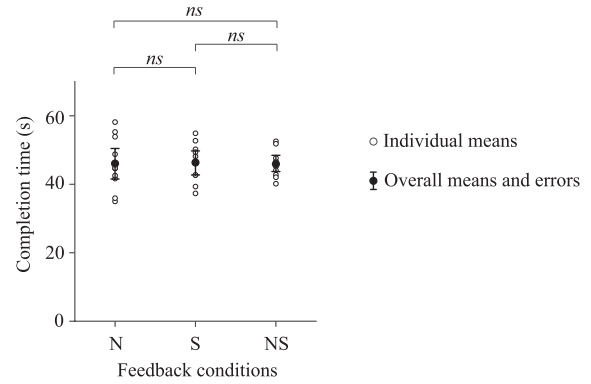 ns
ns
ns
60
40
20
0
Completion time (s)
N S NS
Feedback conditions
Individual means
Overall means and errors